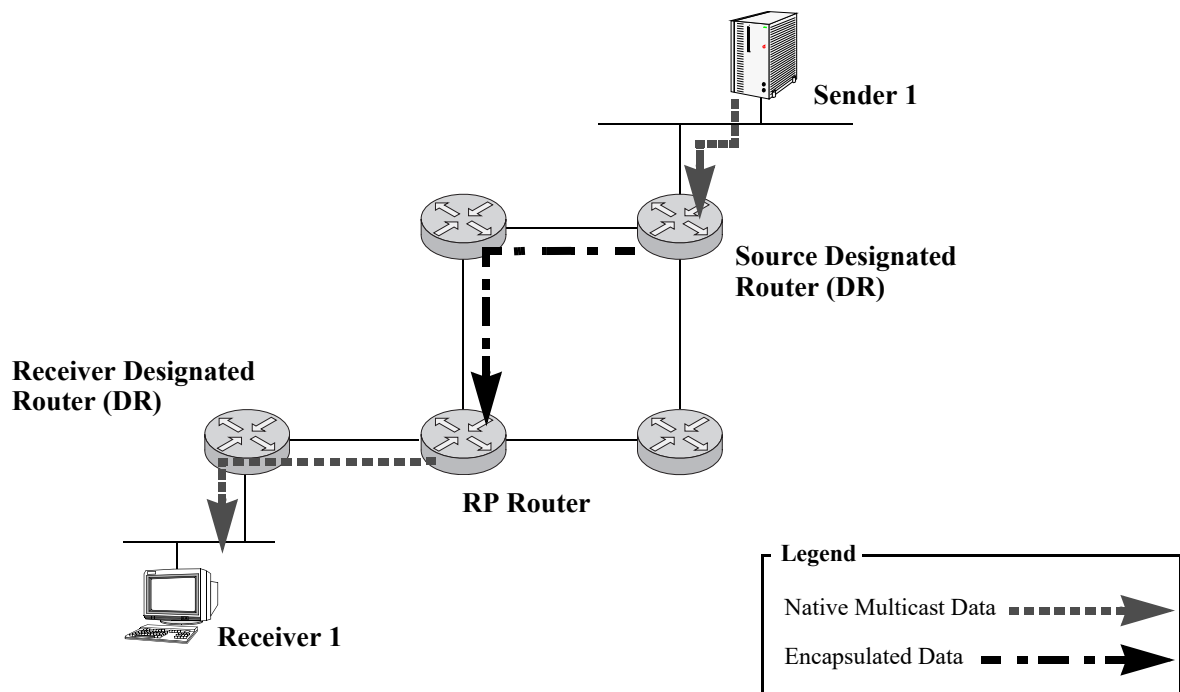 Sender 1
Source Designated
Router (DR)
Receiver Designated
Router (DR)
RP Router
Receiver 1
Legend
Native Multicast Data
Encapsulated Data